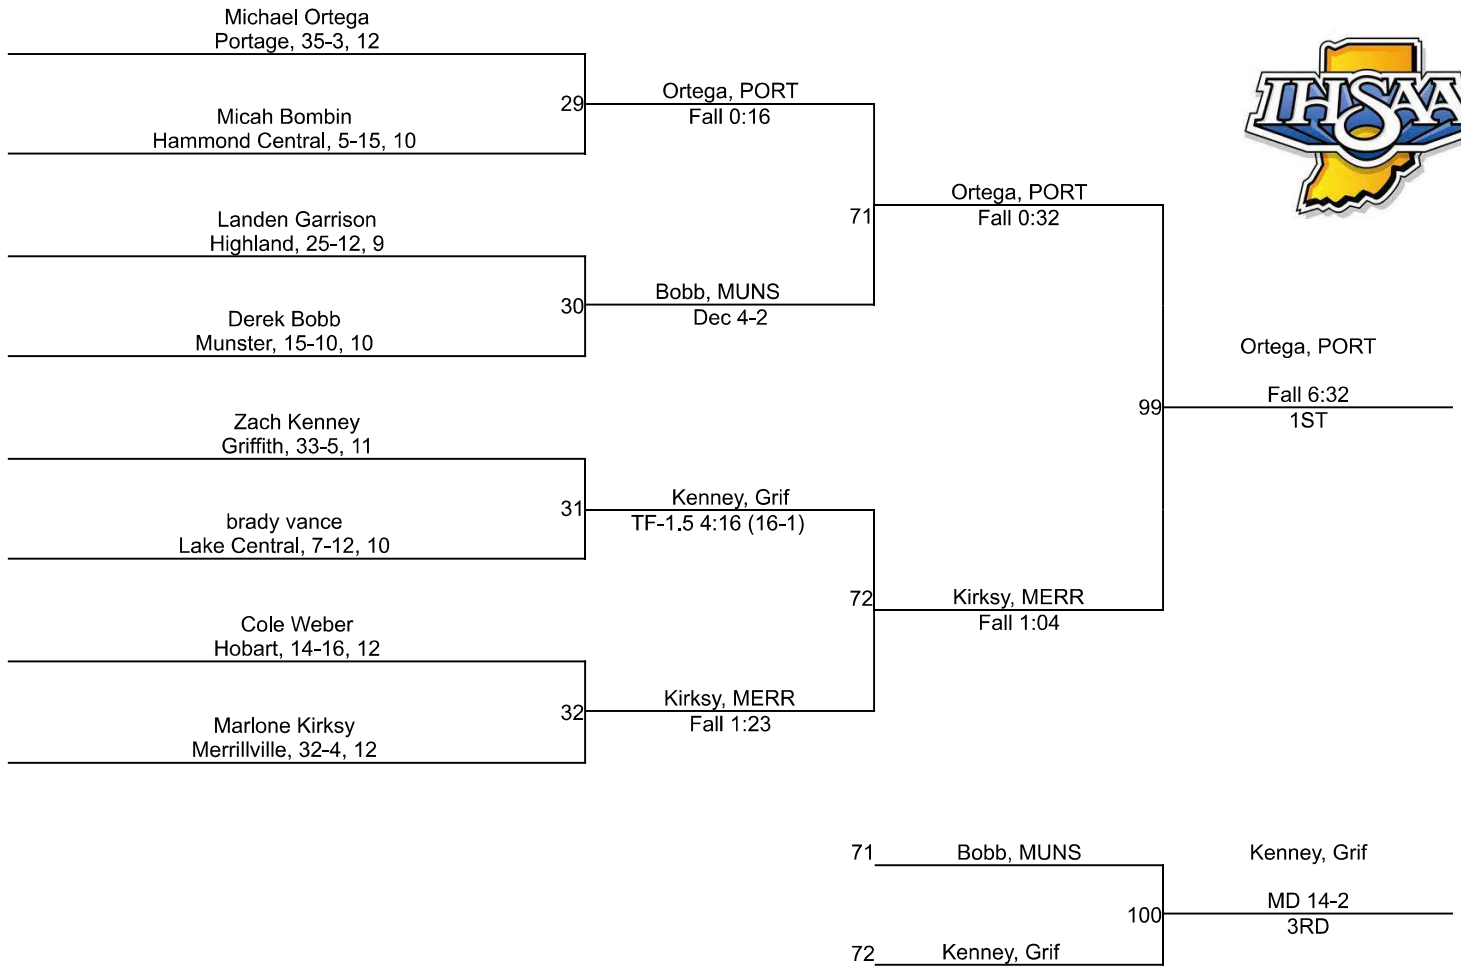 Michael Ortega
Portage, 35-3, 12
29
Ortega, PORT
Fall 0:16
Micah Bombin
Hammond Central, 5-15, 10
IHSAA
Landen Garrison
Highland, 25-12, 9
71
Ortega, PORT
Fall 0:32
30
Bobb, MUNS
Dec 4-2
Derek Bobb
Munster, 15-10, 10
Ortega, PORT
99
Fall 6:32
1ST
Zach Kenney
Griffith, 33-5, 11
31
Kenney, Grif
TF-1.5 4:16 (16-1)
brady vance
Lake Central, 7-12, 10
72
Kirksy, MERR
Fall 1:04
Cole Weber
Hobart, 14-16, 12
32
Kirksy, MERR
Fall 1:23
Marlone Kirksy
Merrillville, 32-4, 12
71
Bobb, MUNS
Kenney, Grif
100
MD 14-2
3RD
72
Kenney, Grif